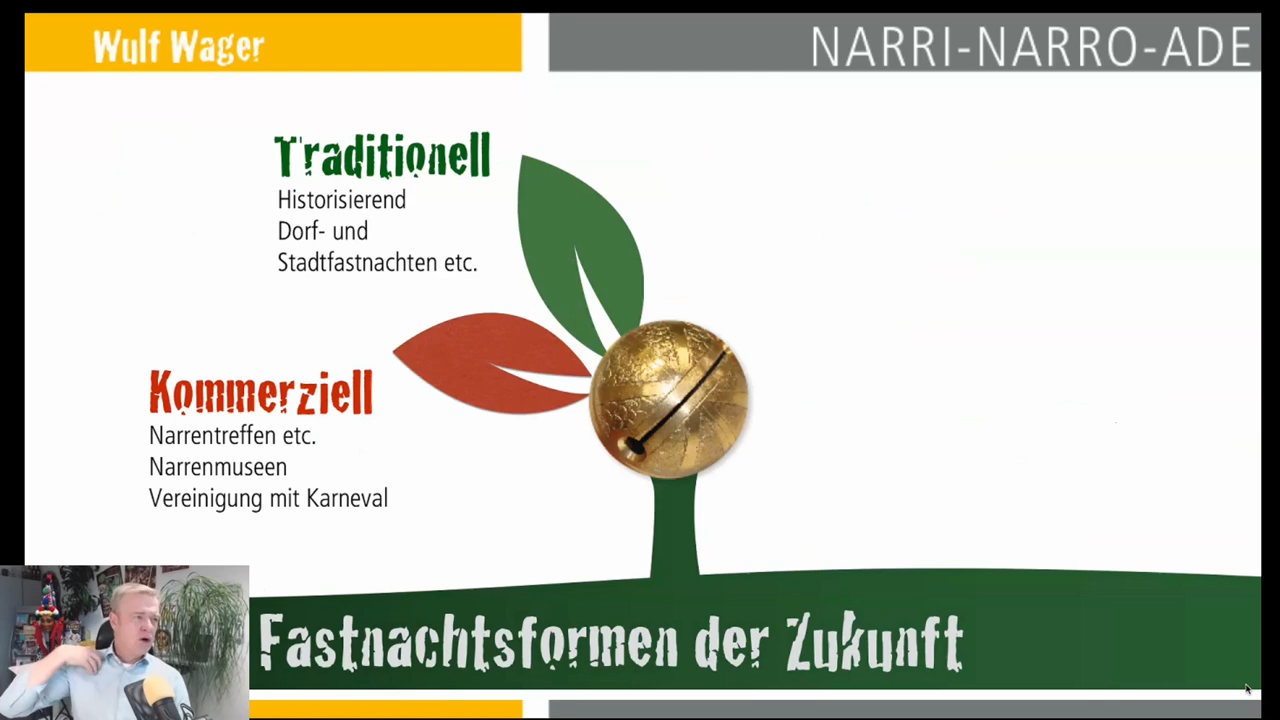 Wulf Wager
NARRI-NARRO-ADE
Traditionell
Historisierend
Dorf- und
Stadtfastnachten etc.
Kommerziell
Narrentreffen etc.
Narrenmuseen
Vereinigung mit Karneval
Fastnachtsformen der Zukunft